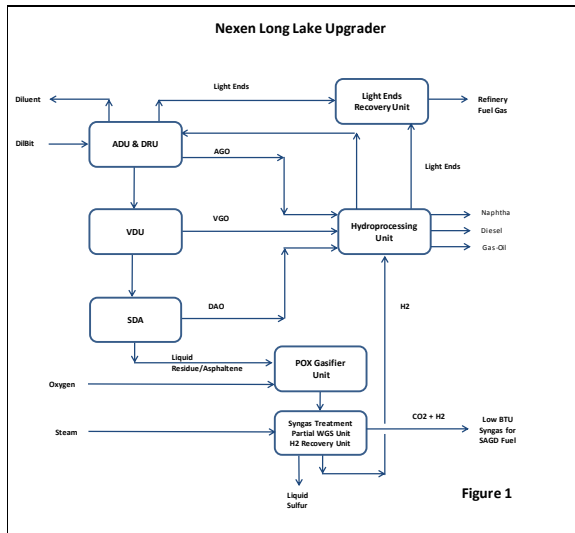 Nexen Long Lake Upgrader
Light Ends
Light Ends
Recovery Unit
Refinery
Fuel Gas
Diluent
DilBit
ADU & DRU
AGO
Light Ends
VDU
VGO
Hydroprocessing
Unit
Naphtha
Diesel
Gas-Oil
SDA
DAO
H2
Liquid
Residue/Asphaltene
POX Gasifier
Unit
Oxygen
Steam
Syngas Treatment
Partial WGS Unit
H2 Recovery Unit
CO2 + H2
Low BTU
Syngas for
SAGD Fuel
Liquid
Sulfur
Figure 1